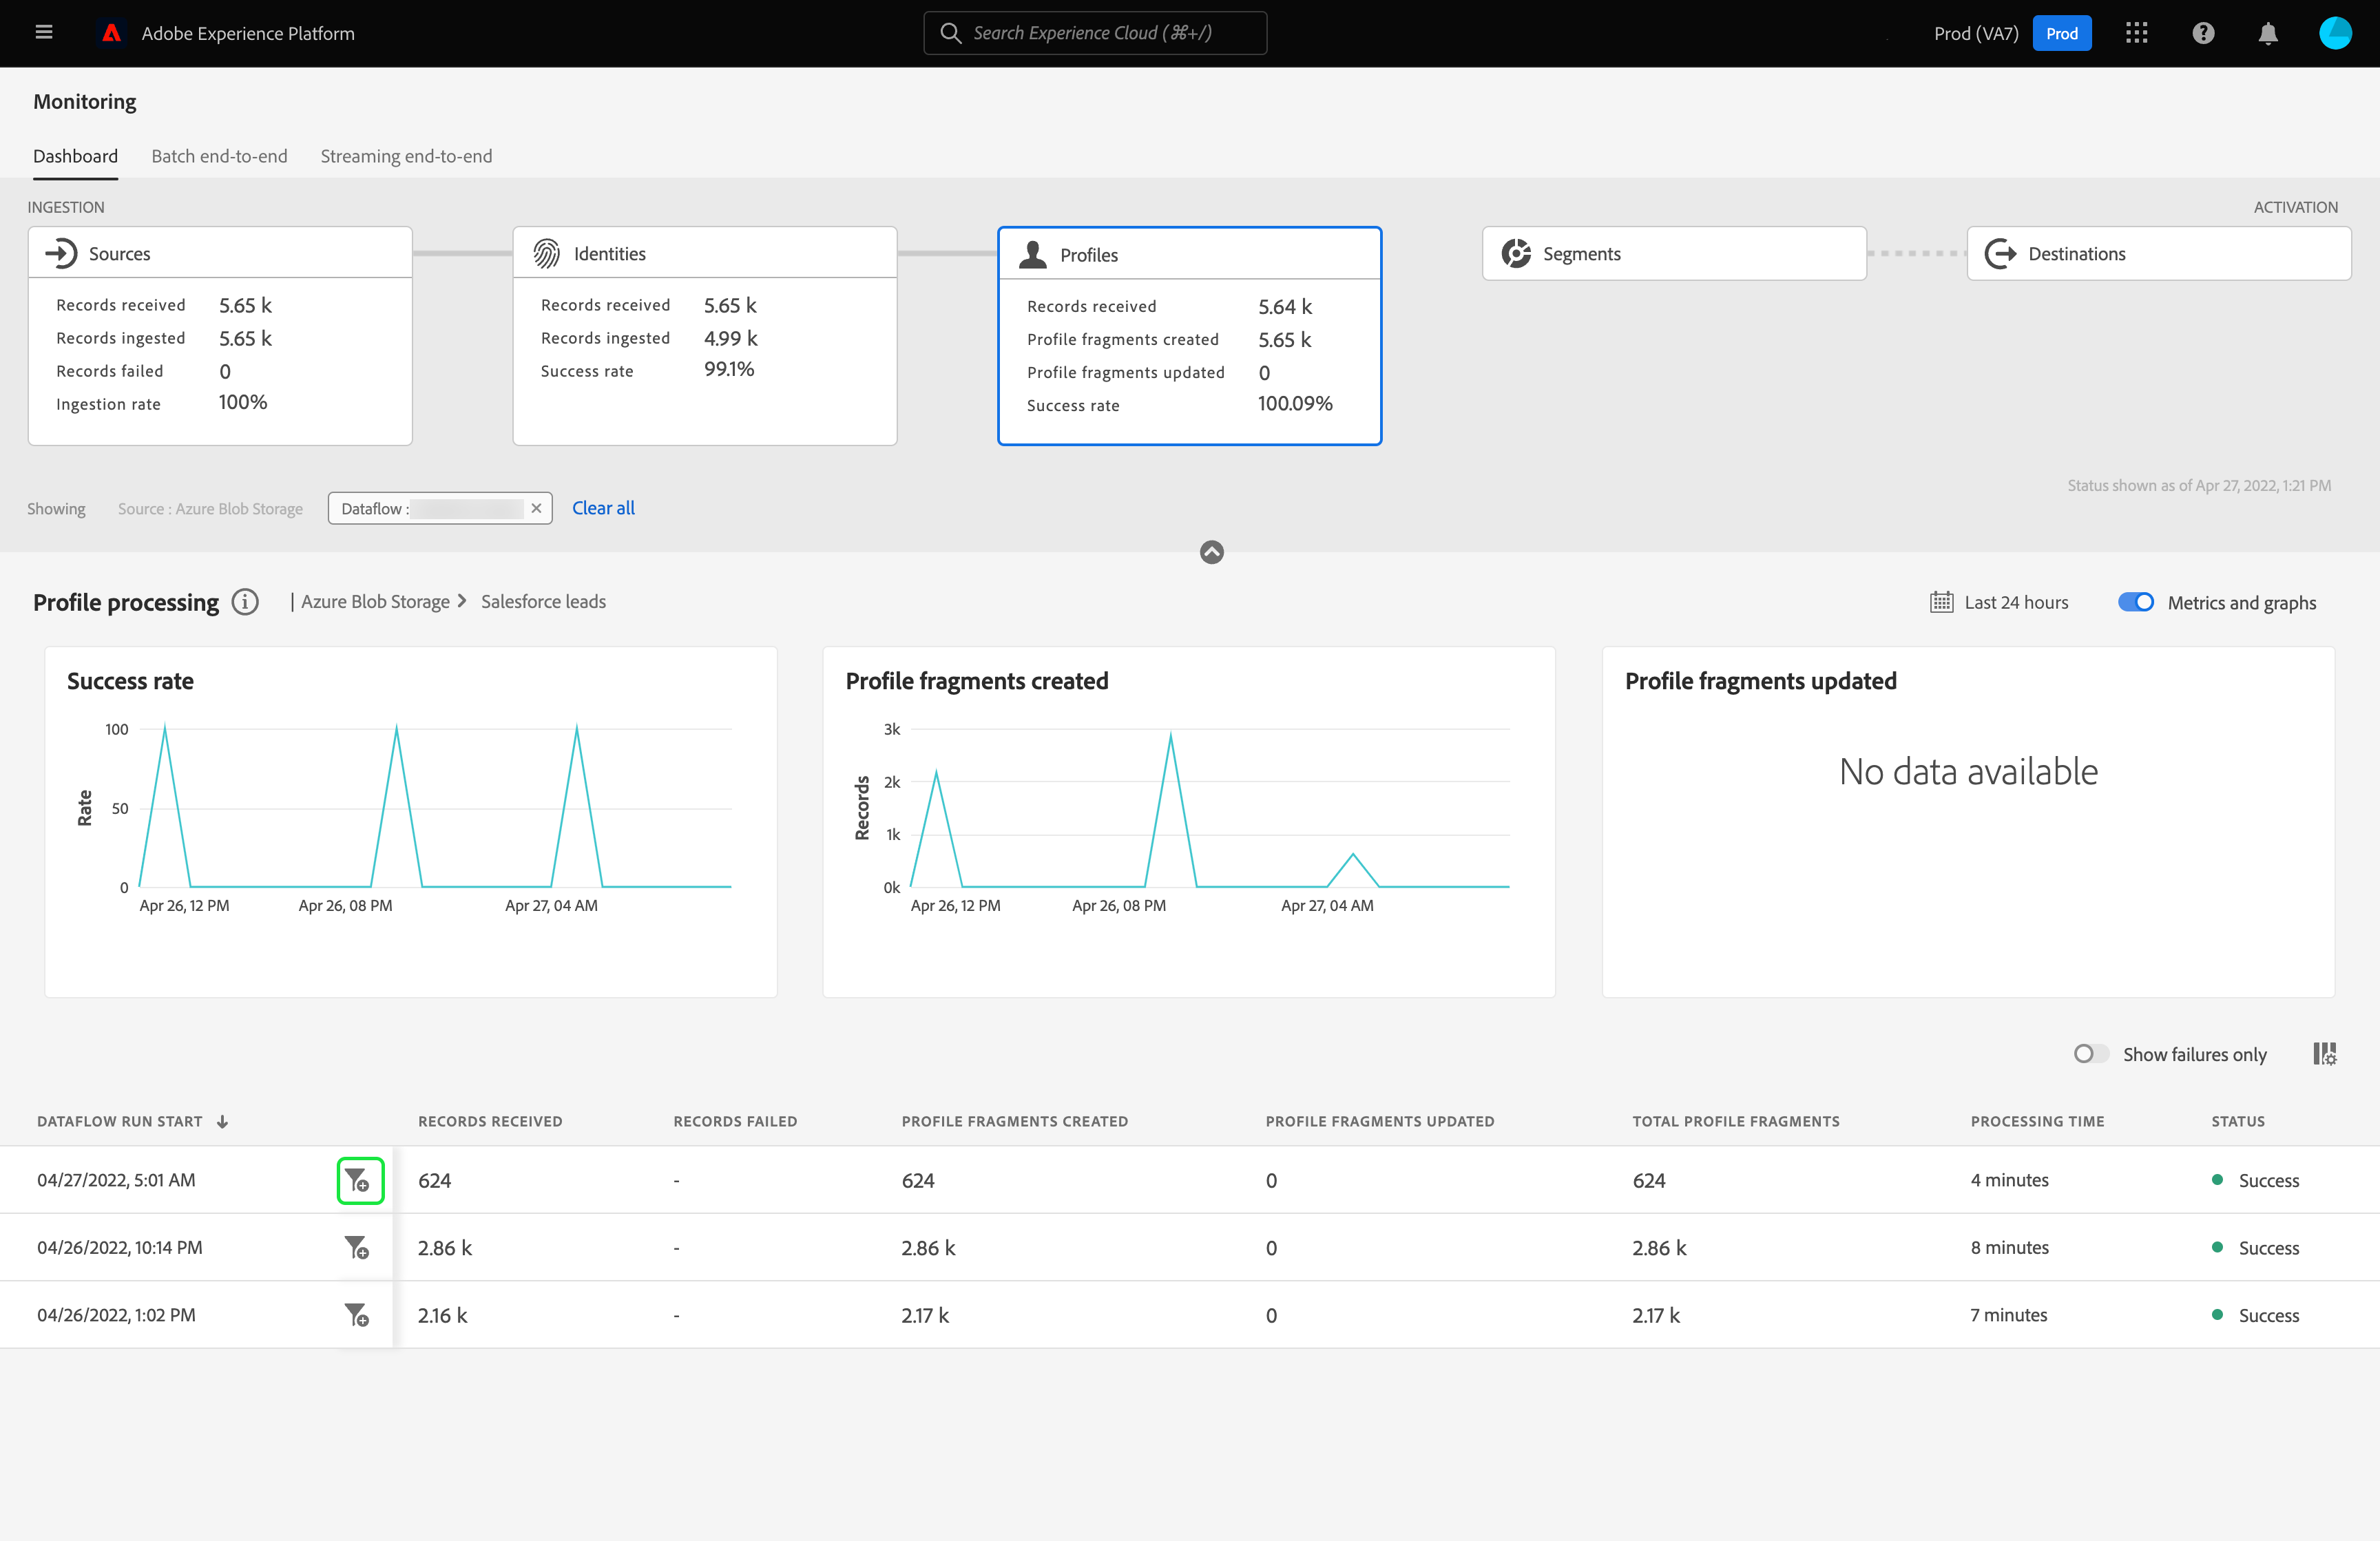 Adobe Experience Platform
Search Experience Cloud (⌘+/)
Prod (VA7)
Prod
Monitoring
Dashboard
Batch end-to-end
Streaming end-to-end
INGESTION
ACTIVATION
Sources
Records received 5.65 k
Records ingested 5.65 k
Records failed 0
Ingestion rate 100%
Identities
Records received 5.65 k
Records ingested 4.99 k
Success rate 99.1%
Profiles
Records received 5.64 k
Profile fragments created 5.65 k
Profile fragments updated 0
Success rate 100.09%
Segments
Destinations
Status shown as of Apr 27, 2022, 1:21 PM
Showing
Source : Azure Blob Storage
Dataflow :
Clear all
Profile processing
| Azure Blob Storage
Salesforce leads
Last 24 hours
Metrics and graphs
Success rate
100
50
0
Rate
Apr 26, 12 PM
Apr 26, 08 PM
Apr 27, 04 AM
Profile fragments created
3k
2k
1k
0k
Records
Apr 26, 12 PM
Apr 26, 08 PM
Apr 27, 04 AM
Profile fragments updated
No data available
Show failures only
DATAFLOW RUN START RECORDS RECEIVED RECORDS FAILED PROFILE FRAGMENTS CREATED PROFILE FRAGMENTS UPDATED TOTAL PROFILE FRAGMENTS PROCESSING TIME STATUS
04/27/2022, 5:01 AM 624 - 624 0 624 4 minutes Success
04/26/2022, 10:14 PM 2.86 k - 2.86 k 0 2.86 k 8 minutes Success
04/26/2022, 1:02 PM 2.16 k - 2.17 k 0 2.17 k 7 minutes Success